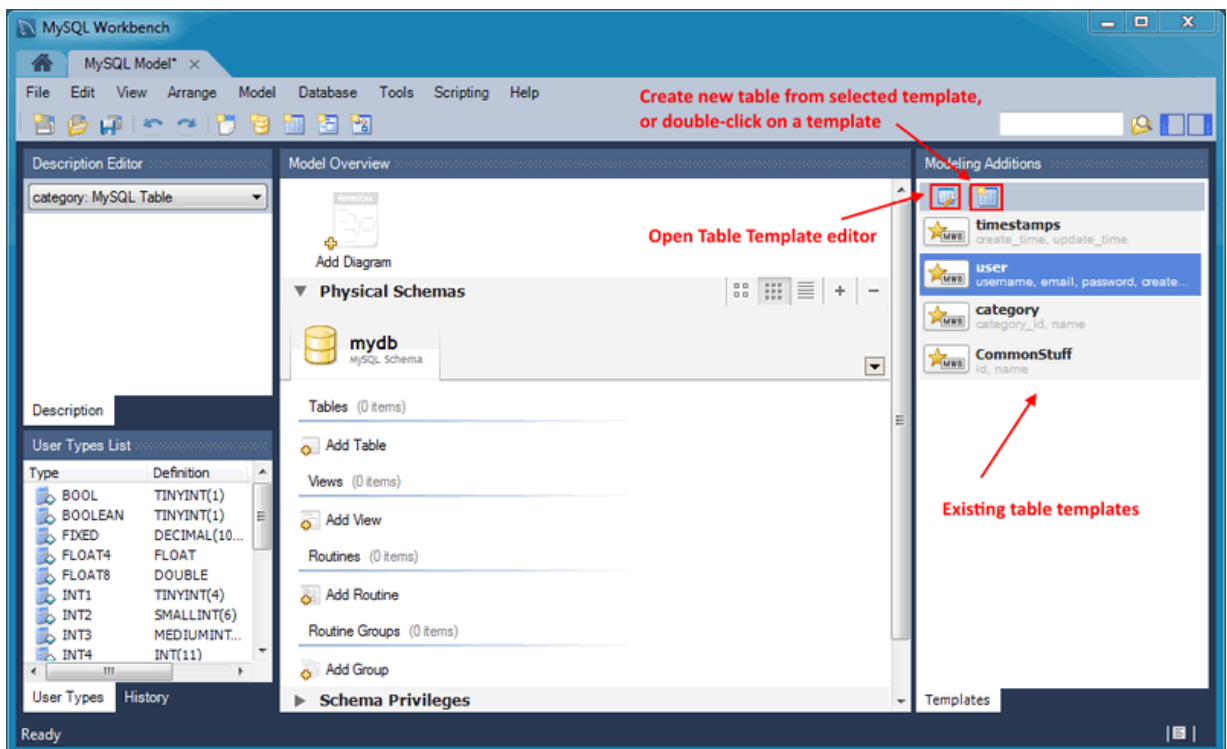 MySQL Workbench
MySQL Model*
File Edit View Arrange Model Database Tools Scripting Help
Create new table from selected template,
or double-click on a template
Description Editor
category: MySQL Table
Description
User Types List
Type Definition
BOOL TINYINT(1)
BOOLEAN TINYINT(1)
FIXED DECIMAL(10...
FLOAT4 FLOAT
FLOAT8 DOUBLE
INT1 TINYINT(4)
INT2 SMALLINT(6)
INT3 MEDIUMINT...
INT4 INT(11)
User Types History
Model Overview
PHYSICAL
Add Diagram
Open Table Template editor
Physical Schemas
mydb
MySQL Schema
Tables (0 items)
Add Table
Views (0 items)
Add View
Routines (0 items)
Add Routine
Routine Groups (0 items)
Add Group
Schema Privileges
Modeling Additions
MWB timestamps
create_time, update_time
MWB user
username, email, password, create...
MWB category
category_id, name
MWB CommonStuff
id, name
Existing table templates
Templates
Ready